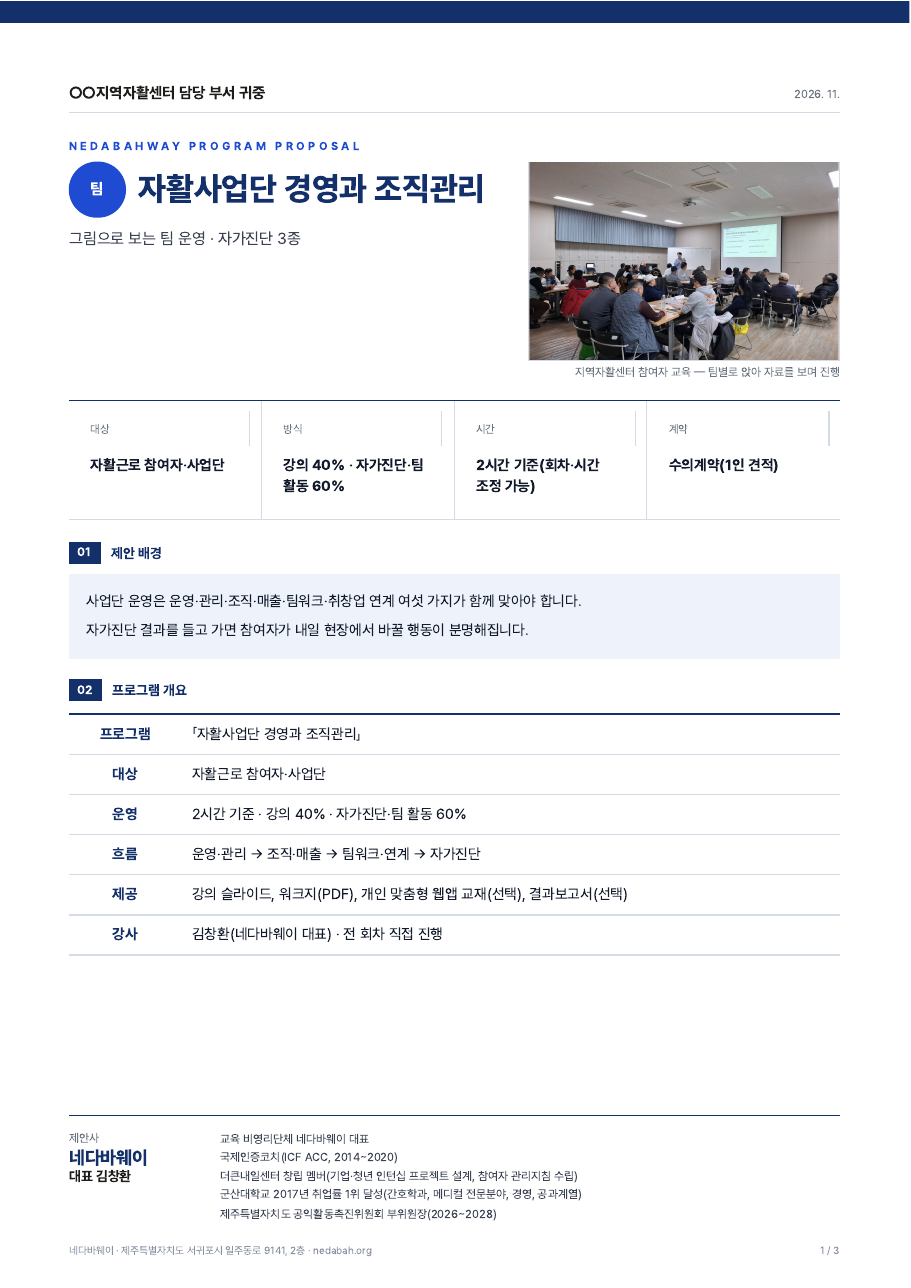 OO지역자활센터 담당 부서 귀중
2026. 11.
NEDABAHWAY PROGRAM PROPOSAL
팀
자활사업단 경영과 조직관리
그림으로 보는 팀 운영 · 자가진단 3종
지역자활센터 참여자 교육 — 팀별로 앉아 자료를 보며 진행
대상
자활근로 참여자·사업단
방식
강의 40% · 자가진단·팀
활동 60%
시간
2시간 기준(회차·시간
조정 가능)
계약
수의계약(1인 견적)
01 제안 배경
사업단 운영은 운영·관리·조직·매출·팀워크·취창업 연계 여섯 가지가 함께 맞아야 합니다.
자가진단 결과를 들고 가면 참여자가 내일 현장에서 바꿀 행동이 분명해집니다.
02 프로그램 개요
프로그램 「자활사업단 경영과 조직관리」
대상 자활근로 참여자·사업단
운영 2시간 기준 · 강의 40% · 자가진단·팀 활동 60%
흐름 운영·관리 → 조직·매출 → 팀워크·연계 → 자가진단
제공 강의 슬라이드, 워크지(PDF), 개인 맞춤형 웹앱 교재(선택), 결과보고서(선택)
강사 김창환(네다바웨이 대표) · 전 회차 직접 진행
제안사
네다바웨이
대표 김창환
교육 비영리단체 네다바웨이 대표
국제인증코치(ICF ACC, 2014~2020)
더큰내일센터 창립 멤버(기업·청년 인턴십 프로젝트 설계, 참여자 관리지침 수립)
군산대학교 2017년 취업률 1위 달성(간호학과, 메디컬 전문분야, 경영, 공과계열)
제주특별자치도 공익활동촉진위원회 부위원장(2026~2028)
네다바웨이 · 제주특별자치도 서귀포시 일주동로 9141, 2층 · nedabah.org
1 / 3